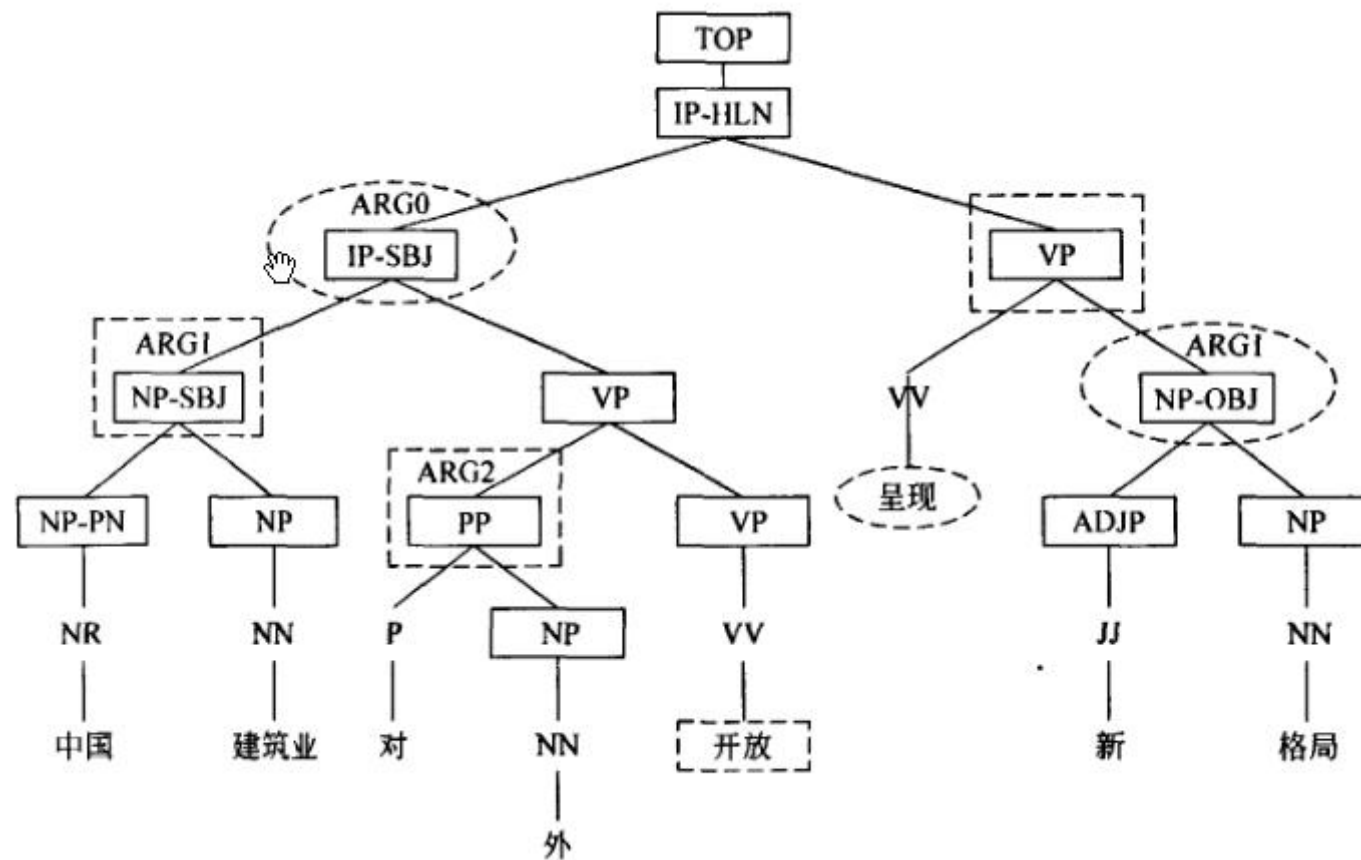 TOP
IP-HLN
ARG0
IP-SBJ
VP
ARG1
NP-SBJ
VP
VV
ARG1
NP-OBJ
ARG2
NP-PN
NP
PP
VP
呈现
ADJP
NP
NR
NN
P
NP
VV
JJ
NN
中国
建筑业
对
NN
开放
新
格局
外